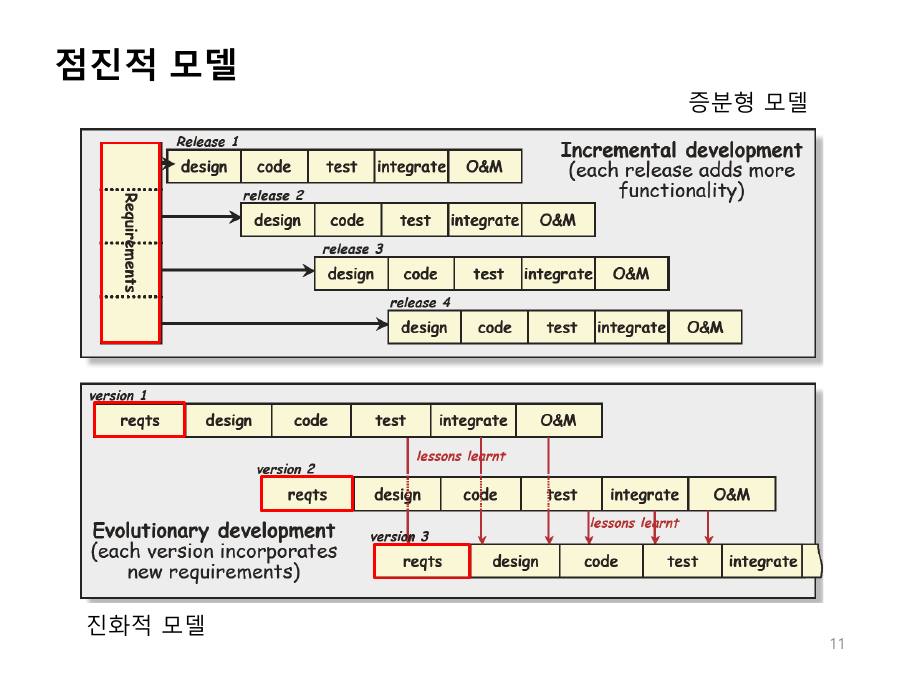 점진적 모델
증분형 모델
Release 1
design code test integrate O&M
Incremental development
(each release adds more
functionality)
Requirements
release 2
design code test integrate O&M
release 3
design code test integrate O&M
release 4
design code test integrate O&M
version 1
reqts design code test integrate O&M
lessons learnt
version 2
reqts design code test integrate O&M
lessons learnt
Evolutionary development
(each version incorporates
new requirements)
version 3
reqts design code test integrate
진화적 모델
11